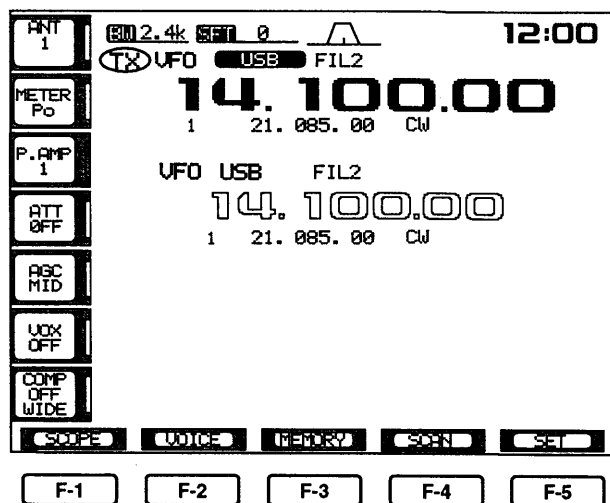 ANT 1
BW 2.4k SFT 0
12:00
TX VFO USB FIL2
METER Po
14.100.00
1 21.085.00 CW
P.AMP 1
VFO USB FIL2
ATT OFF
14.100.00
1 21.085.00 CW
AGC MID
VOX OFF
COMP OFF WIDE
SCOPE VOICE MEMORY SCAN SET
F-1 F-2 F-3 F-4 F-5